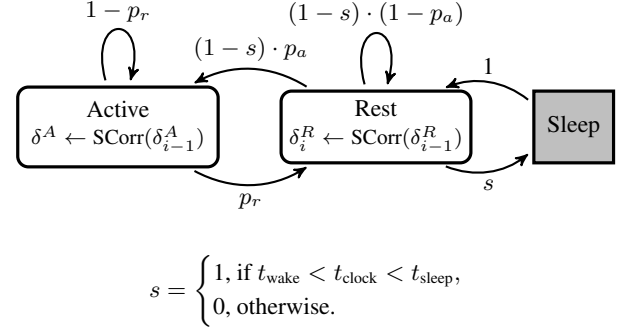 1 − p_r
(1 − s) · (1 − p_a)
(1 − s) · p_a
1
Active
δ^A ← SCorr(δ^A_{i−1})
Rest
δ^R_i ← SCorr(δ^R_{i−1})
Sleep
p_r
s
s = { 1, if t_wake < t_clock < t_sleep,
0, otherwise.